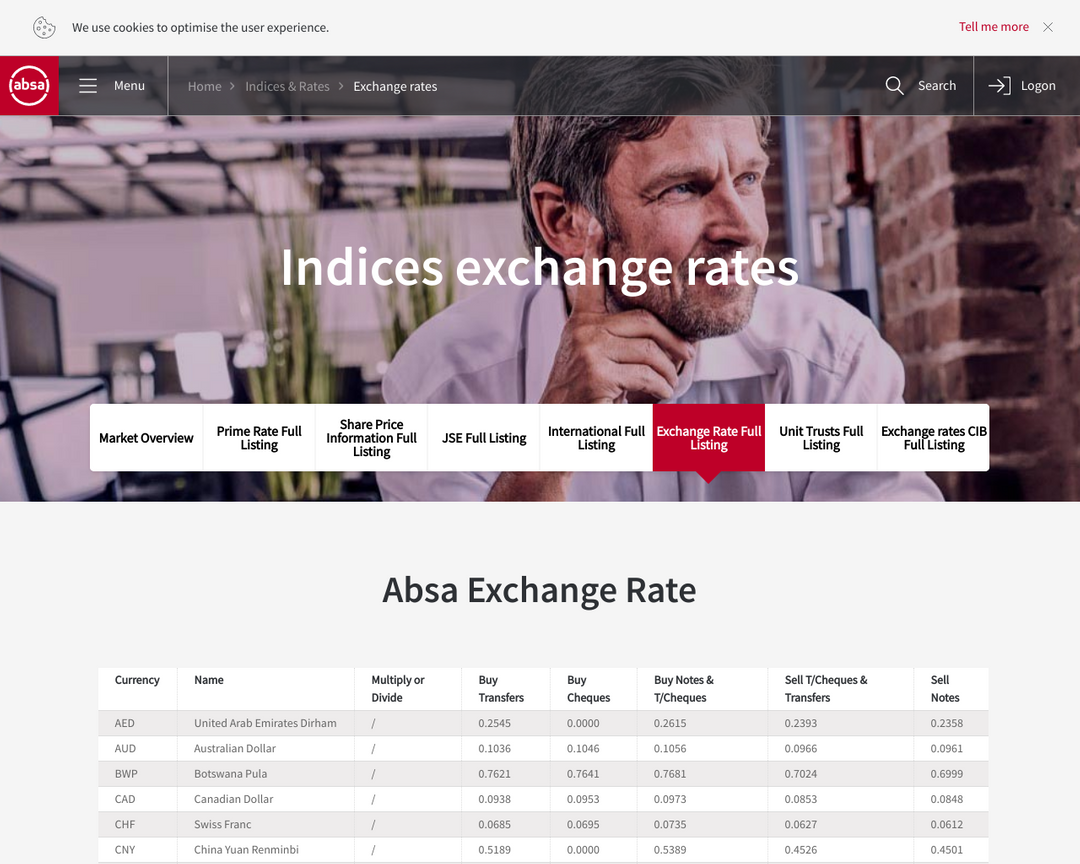 We use cookies to optimise the user experience.
Tell me more
absa
Menu
Home
Indices & Rates
Exchange rates
Search
Logon
Indices exchange rates
Market Overview
Prime Rate Full
Listing
Share Price
Information Full
Listing
JSE Full Listing
International Full
Listing
Exchange Rate Full
Listing
Unit Trusts Full
Listing
Exchange rates CIB
Full Listing
Absa Exchange Rate
Currency Name Multiply or Divide Buy Transfers Buy Cheques Buy Notes & T/Cheques Sell T/Cheques & Transfers Sell Notes
AED United Arab Emirates Dirham / 0.2545 0.0000 0.2615 0.2393 0.2358
AUD Australian Dollar / 0.1036 0.1046 0.1056 0.0966 0.0961
BWP Botswana Pula / 0.7621 0.7641 0.7681 0.7024 0.6999
CAD Canadian Dollar / 0.0938 0.0953 0.0973 0.0853 0.0848
CHF Swiss Franc / 0.0685 0.0695 0.0735 0.0627 0.0612
CNY China Yuan Renminbi / 0.5189 0.0000 0.5389 0.4526 0.4501